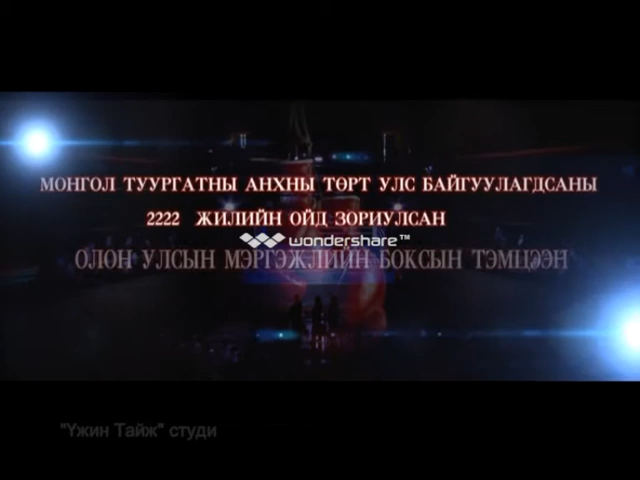 МОНГОЛ ТУУРГАТНЫ АНХНЫ ТӨРТ УЛС БАЙГУУЛАГДСАНЫ
2222 ЖИЛИЙН ОЙД ЗОРИУЛСАН
wondershare™
ОЛОН УЛСЫН МЭРГЭЖЛИЙН БОКСЫН ТЭМЦЭЭН
"Үжин Тайж" студи